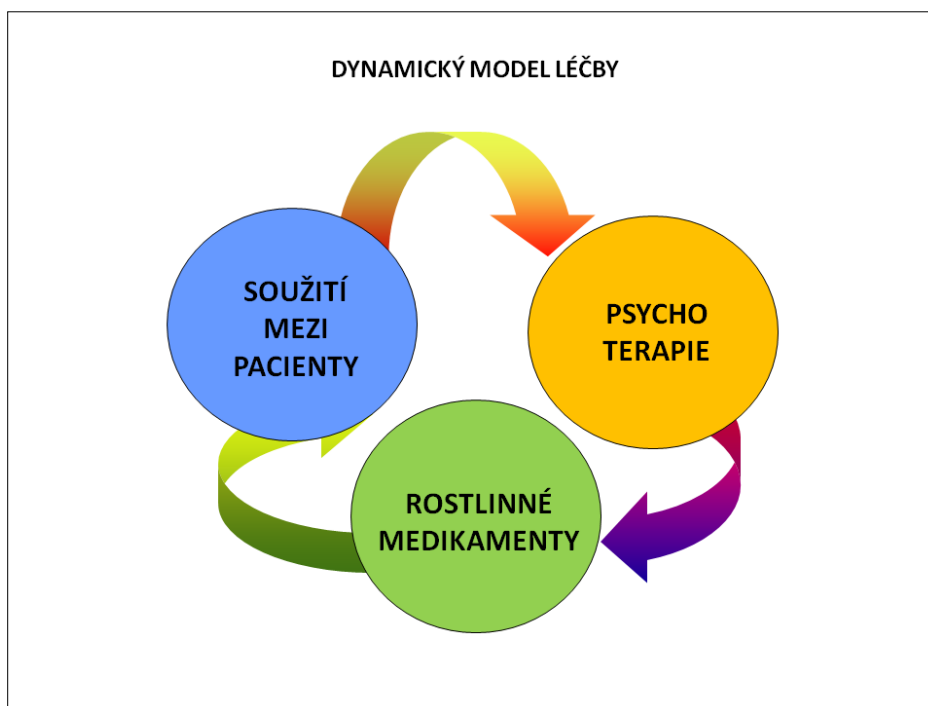 DYNAMICKÝ MODEL LÉČBY
SOUŽITÍ
MEZI
PACIENTY
PSYCHO
TERAPIE
ROSTLINNÉ
MEDIKAMENTY